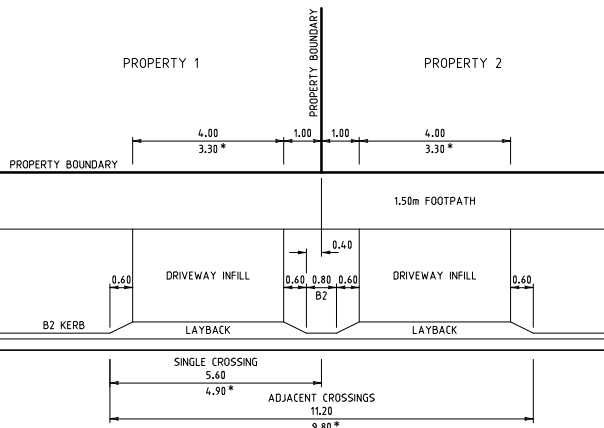 PROPERTY 1
PROPERTY BOUNDARY
PROPERTY 2
4.00
1.00
1.00
4.00
3.30 *
3.30 *
PROPERTY BOUNDARY
1.50m FOOTPATH
0.40
DRIVEWAY INFILL
DRIVEWAY INFILL
0.60
0.60
0.80
0.60
0.60
B2
B2 KERB
LAYBACK
LAYBACK
SINGLE CROSSING
5.60
4.90 *
ADJACENT CROSSINGS
11.20
9.80 *